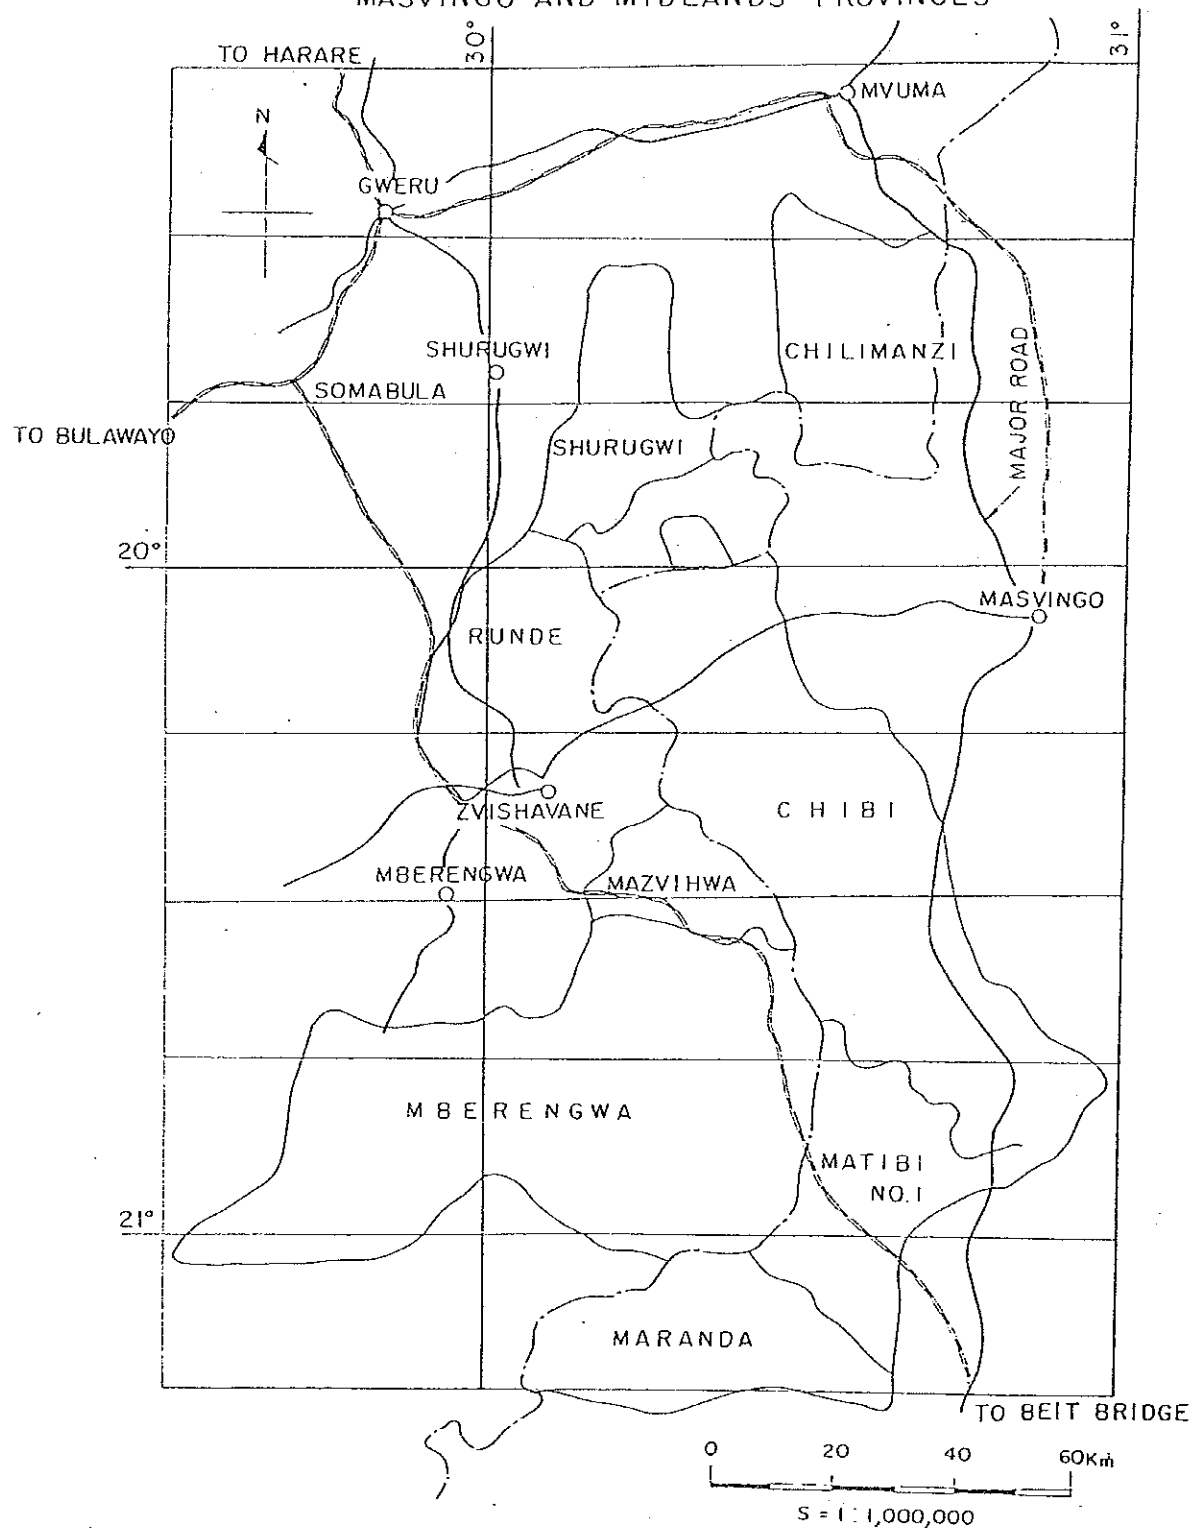 MASVINGO AND MIDLANDS PROVINCES
30°
31°
TO HARARE
N
MVUMA
GWERU
SHURUGWI
CHILIMANZI
MAJOR ROAD
SOMABULA
TO BULAWAYO
SHURUGWI
20°
MASVINGO
RUNDE
CHIBI
ZVISHAVANE
MBERENGWA
MAZVIHWA
MBERENGWA
MATIBI
NO.1
21°
MARANDA
TO BEIT BRIDGE
0 20 40 60Km
S = 1:1,000,000